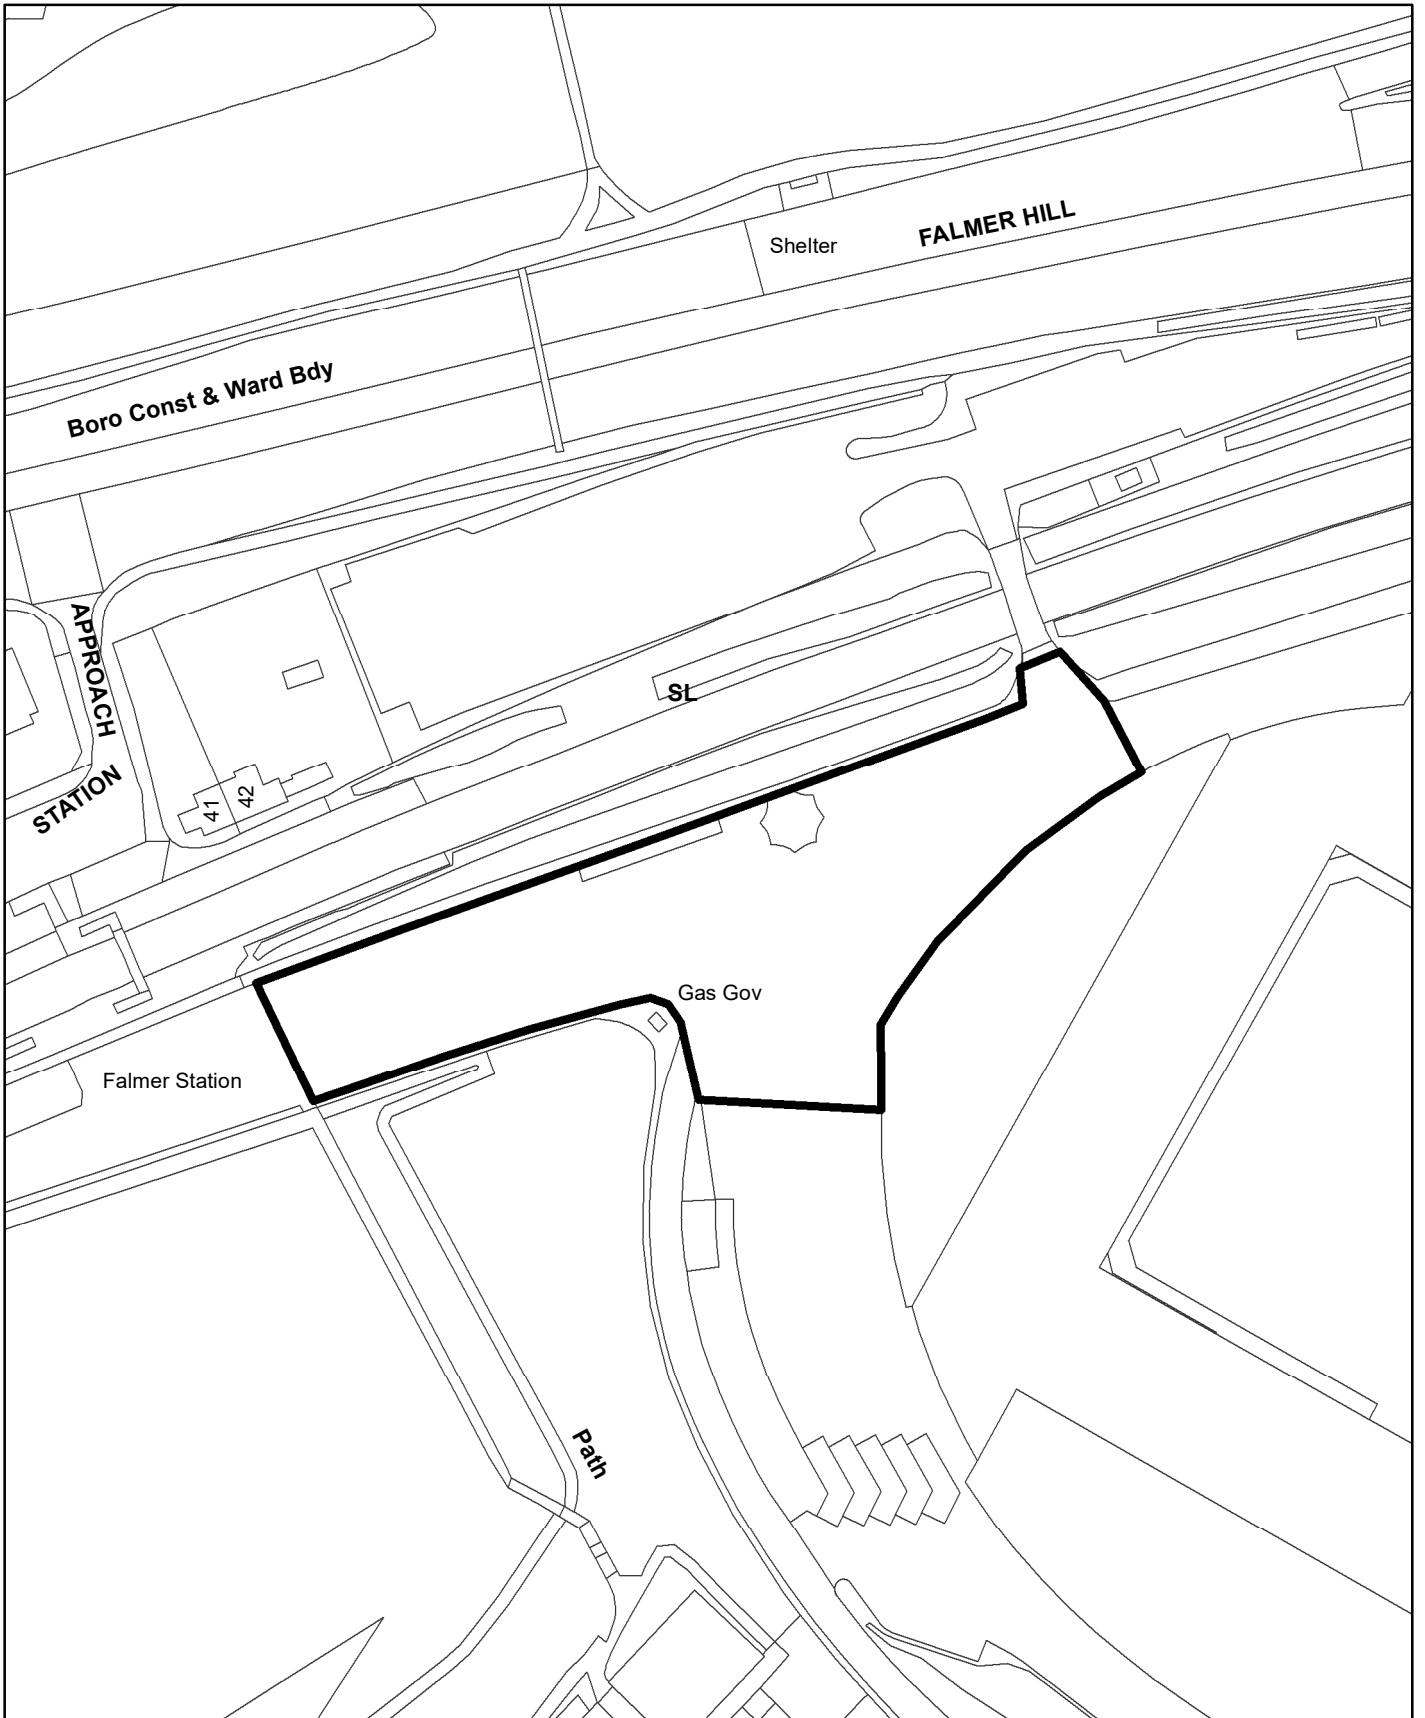 FALMER HILL
Shelter
Boro Const & Ward Bdy
APPROACH
STATION
SL
41
42
Gas Gov
Falmer Station
Path